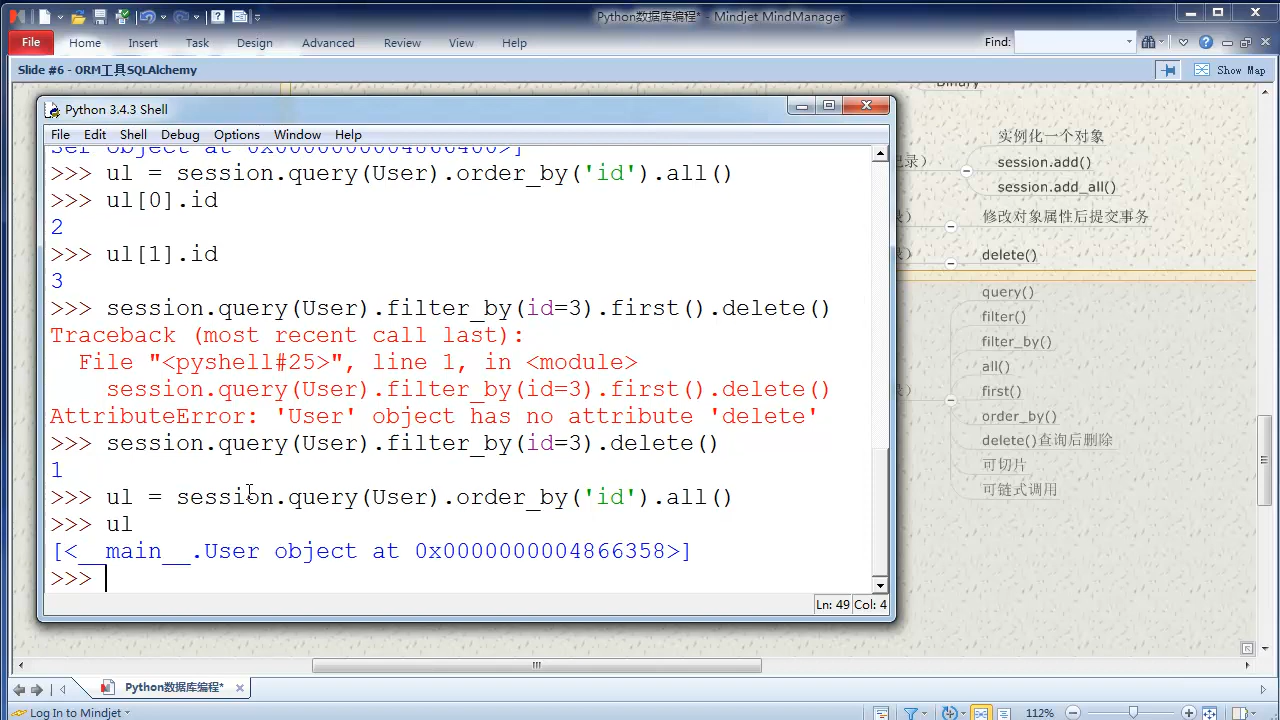 Python数据库编程* - Mindjet MindManager
File Home Insert Task Design Advanced Review View Help Find:
Slide #6 - ORM工具SQLAlchemy Show Map
Binary
Python 3.4.3 Shell
File Edit Shell Debug Options Window Help
ser object at 0x0000000004866400>]
>>> ul = session.query(User).order_by('id').all()
>>> ul[0].id
2
>>> ul[1].id
3
>>> session.query(User).filter_by(id=3).first().delete()
Traceback (most recent call last):
File "<pyshell#25>", line 1, in <module>
session.query(User).filter_by(id=3).first().delete()
AttributeError: 'User' object has no attribute 'delete'
>>> session.query(User).filter_by(id=3).delete()
1
>>> ul = session.query(User).order_by('id').all()
>>> ul
[<__main__.User object at 0x0000000004866358>]
>>>
Ln: 49 Col: 4
实例化一个对象
session.add()
session.add_all()
修改对象属性后提交事务
delete()
query()
filter()
filter_by()
all()
first()
order_by()
delete()查询后删除
可切片
可链式调用
Python数据库编程*
Log In to Mindjet 112%